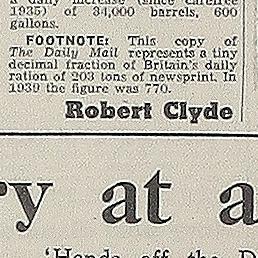 a daily increase (since carefree
1935) of 34,000 barrels, 600
gallons.
FOOTNOTE: This copy of
The Daily Mail represents a tiny
decimal fraction of Britain's daily
ration of 203 tons of newsprint. In
1939 the figure was 770.
Robert Clyde
ry at a
'Hands off the D